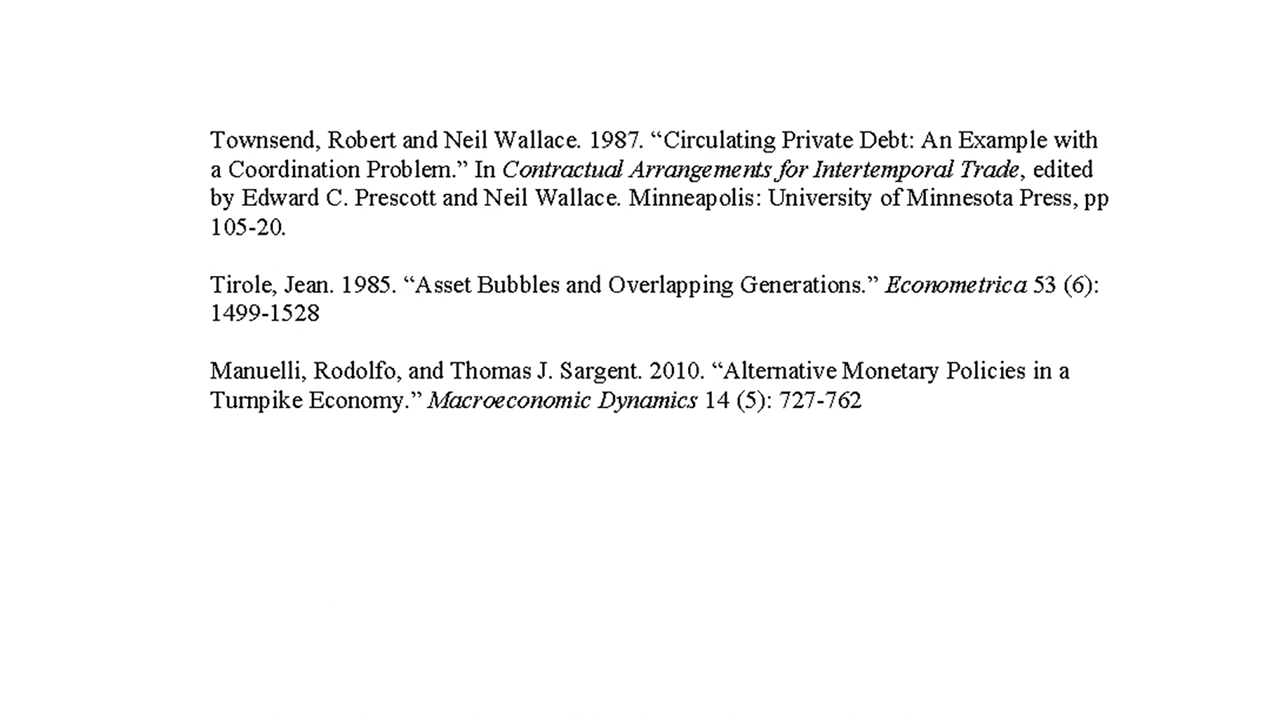 Townsend, Robert and Neil Wallace. 1987. “Circulating Private Debt: An Example with
a Coordination Problem.” In Contractual Arrangements for Intertemporal Trade, edited
by Edward C. Prescott and Neil Wallace. Minneapolis: University of Minnesota Press, pp
105-20.
Tirole, Jean. 1985. “Asset Bubbles and Overlapping Generations.” Econometrica 53 (6):
1499-1528
Manuelli, Rodolfo, and Thomas J. Sargent. 2010. “Alternative Monetary Policies in a
Turnpike Economy.” Macroeconomic Dynamics 14 (5): 727-762